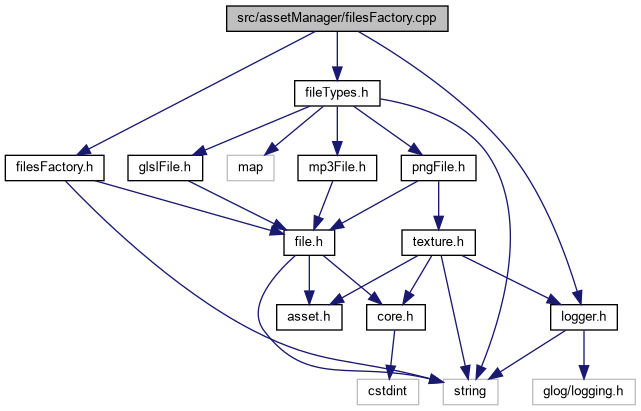 src/assetManager/filesFactory.cpp
fileTypes.h
filesFactory.h
glslFile.h
map
mp3File.h
pngFile.h
file.h
texture.h
asset.h
core.h
logger.h
cstdint
string
glog/logging.h